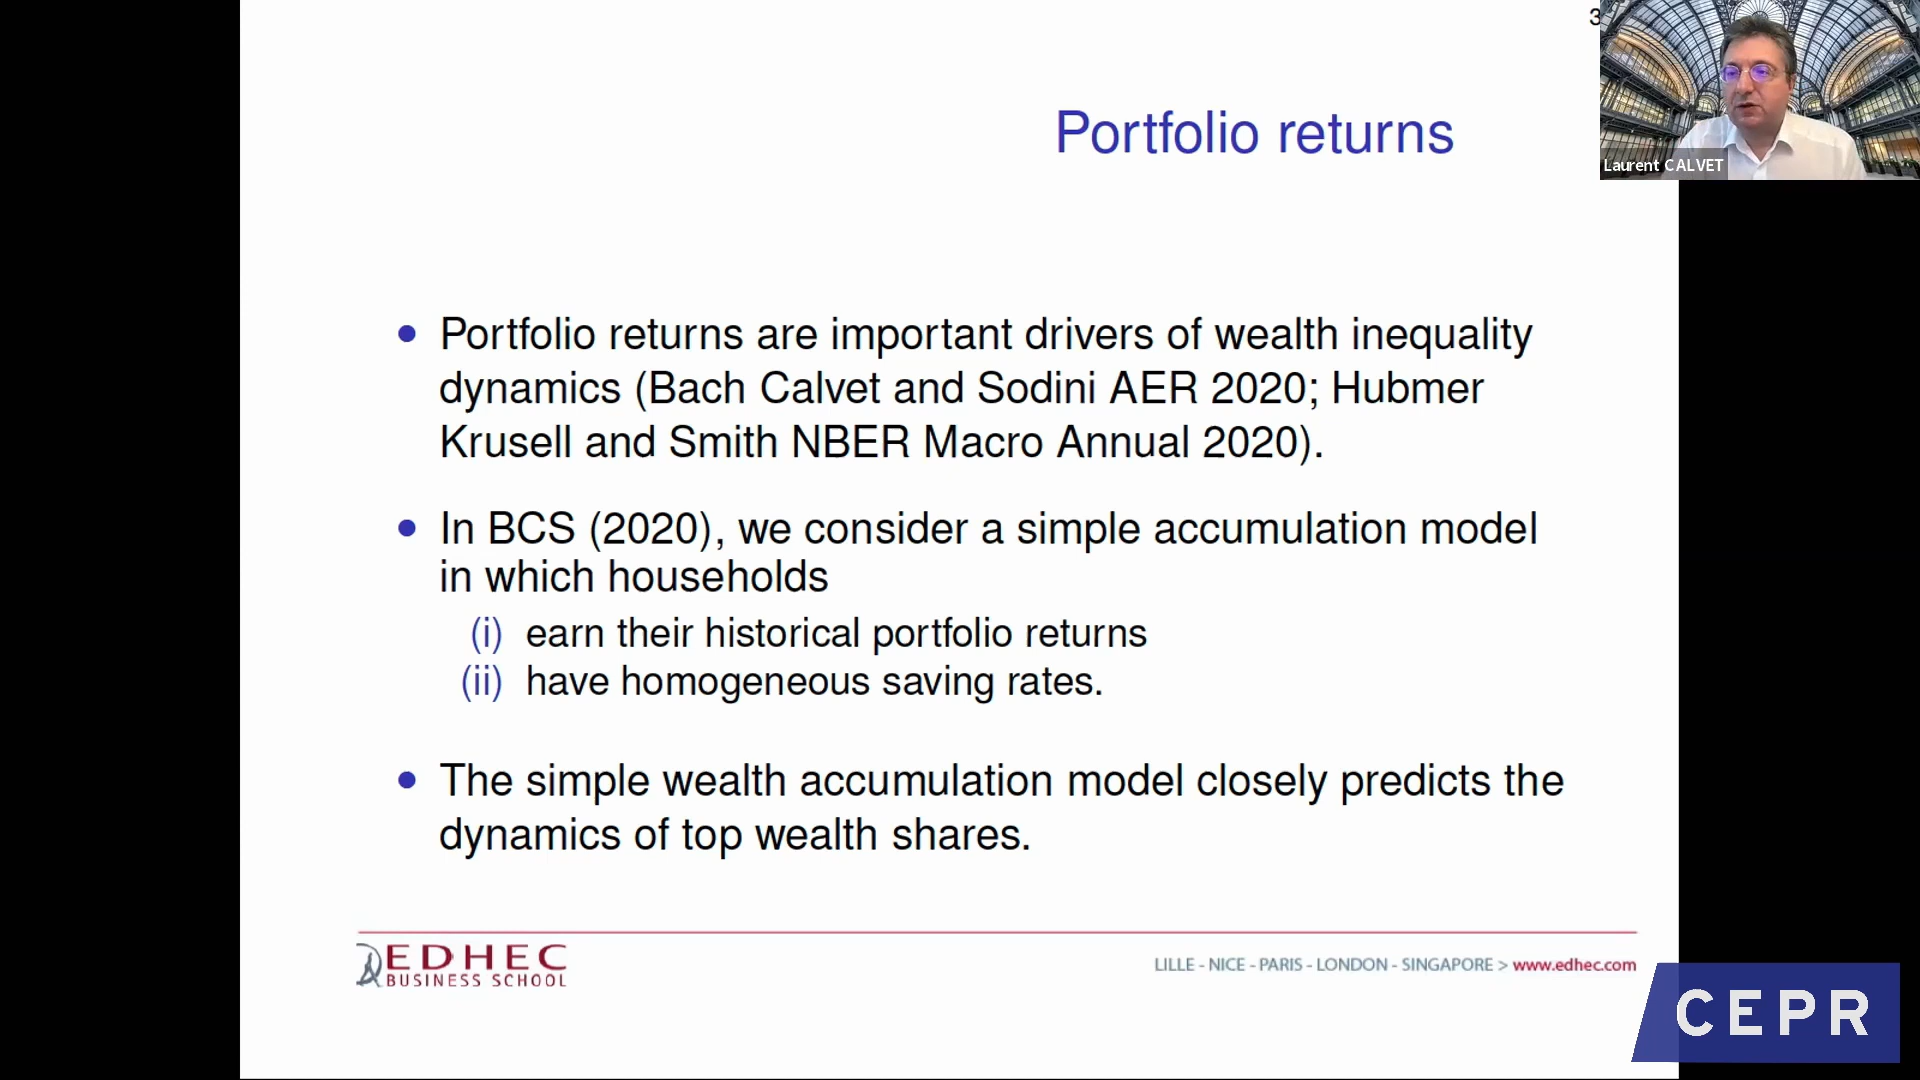 3
Laurent CALVET
Portfolio returns
• Portfolio returns are important drivers of wealth inequality
dynamics (Bach Calvet and Sodini AER 2020; Hubmer
Krusell and Smith NBER Macro Annual 2020).
• In BCS (2020), we consider a simple accumulation model
in which households
(i) earn their historical portfolio returns
(ii) have homogeneous saving rates.
• The simple wealth accumulation model closely predicts the
dynamics of top wealth shares.
EDHEC
BUSINESS SCHOOL
LILLE - NICE - PARIS - LONDON - SINGAPORE > www.edhec.com
CEPR